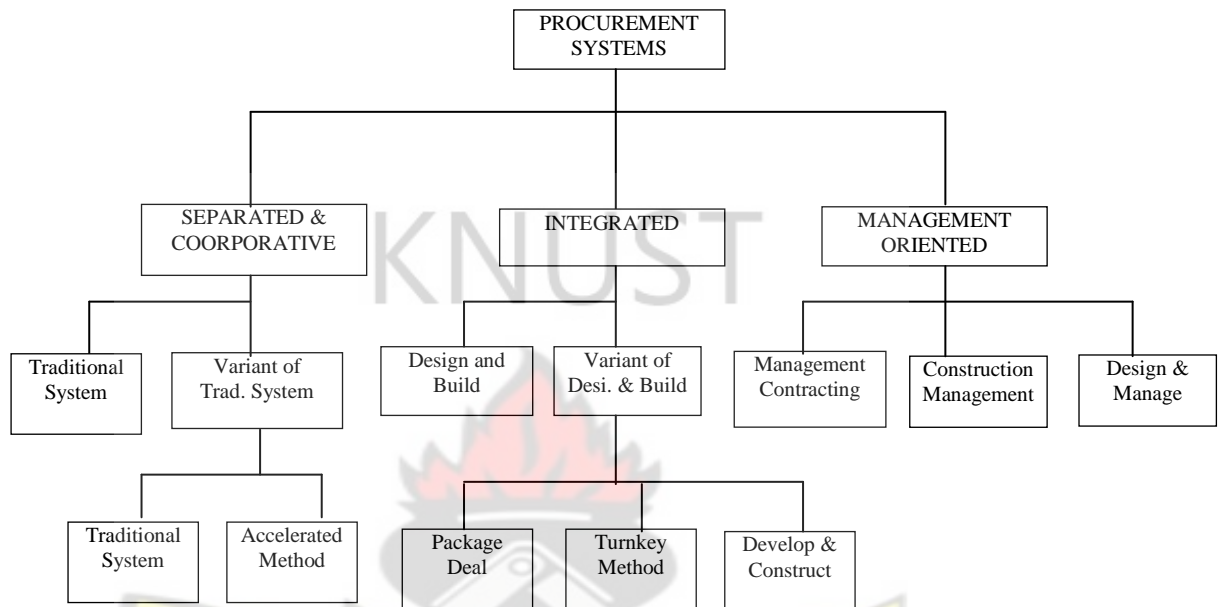 PROCUREMENT
SYSTEMS
SEPARATED &
COORPORATIVE
INTEGRATED
MANAGEMENT
ORIENTED
KNUST
Traditional
System
Variant of
Trad. System
Design and
Build
Variant of
Desi. & Build
Management
Contracting
Construction
Management
Design &
Manage
Traditional
System
Accelerated
Method
Package
Deal
Turnkey
Method
Develop &
Construct